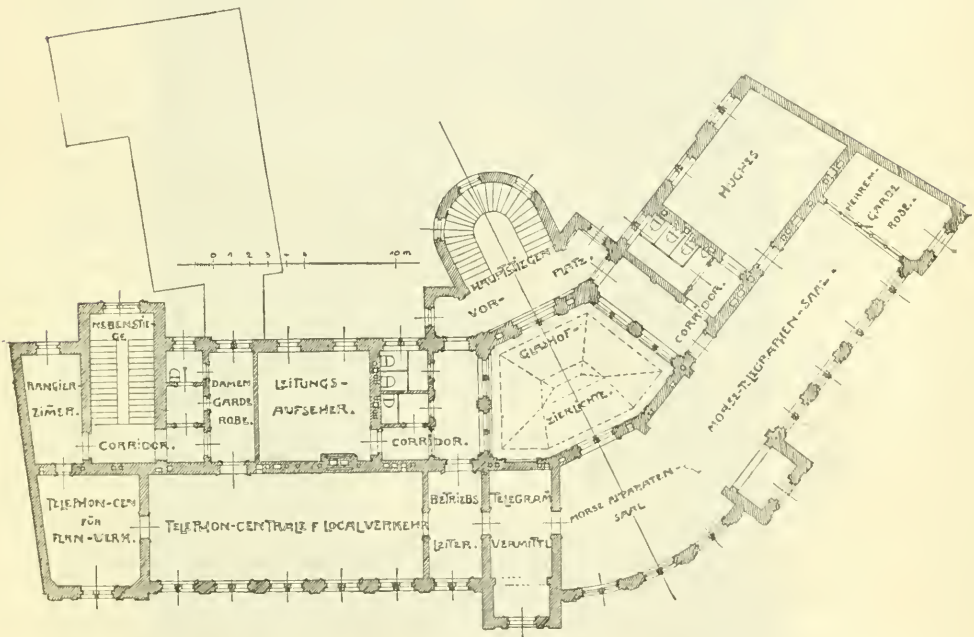 HUGHES
HERREN-
GARDE
ROBE.
HAUPTSTIEGEN
VOR-
PLATZ.
0 1 2 3 4 5 10 m
CORRIDOR.
MORSE-TELEGRAPHEN-SAAL
GLASHOF
ZIERLICHTE.
NEBENSTIE-
GE
RANGIER-
ZIMER.
DAMEN
GARDE
ROBE.
LEITUNGS-
AUFSEHER.
CORRIDOR.
CORRIDOR.
TELEPHON-CEN
FÜR
FERN-VERK.
TELEPHON-CENTRALE F LOCALVERKEHR
BETRIEBS
LEITER.
TELEGRAM
VERMITTL
MORSE APPARATEN-
SAAL